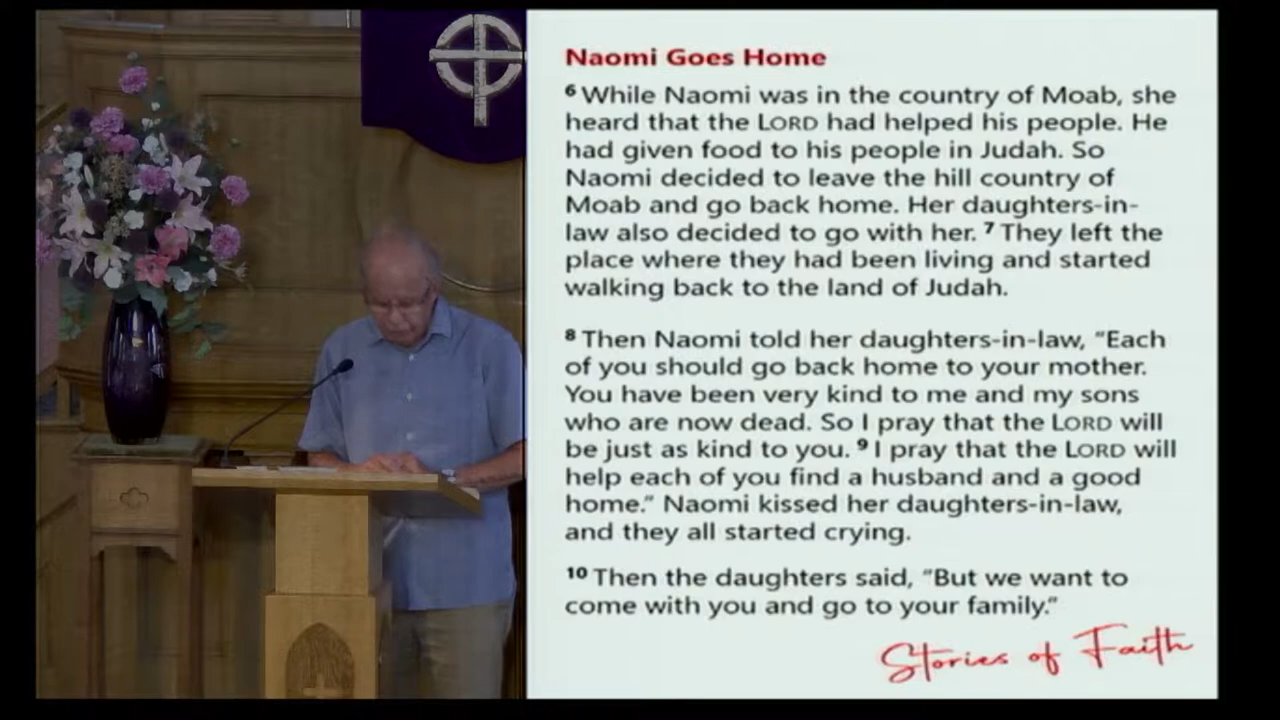 Naomi Goes Home
6 While Naomi was in the country of Moab, she
heard that the LORD had helped his people. He
had given food to his people in Judah. So
Naomi decided to leave the hill country of
Moab and go back home. Her daughters-in-
law also decided to go with her. 7 They left the
place where they had been living and started
walking back to the land of Judah.
8 Then Naomi told her daughters-in-law, “Each
of you should go back home to your mother.
You have been very kind to me and my sons
who are now dead. So I pray that the LORD will
be just as kind to you. 9 I pray that the LORD will
help each of you find a husband and a good
home.” Naomi kissed her daughters-in-law,
and they all started crying.
10 Then the daughters said, “But we want to
come with you and go to your family.”
Stories of Faith